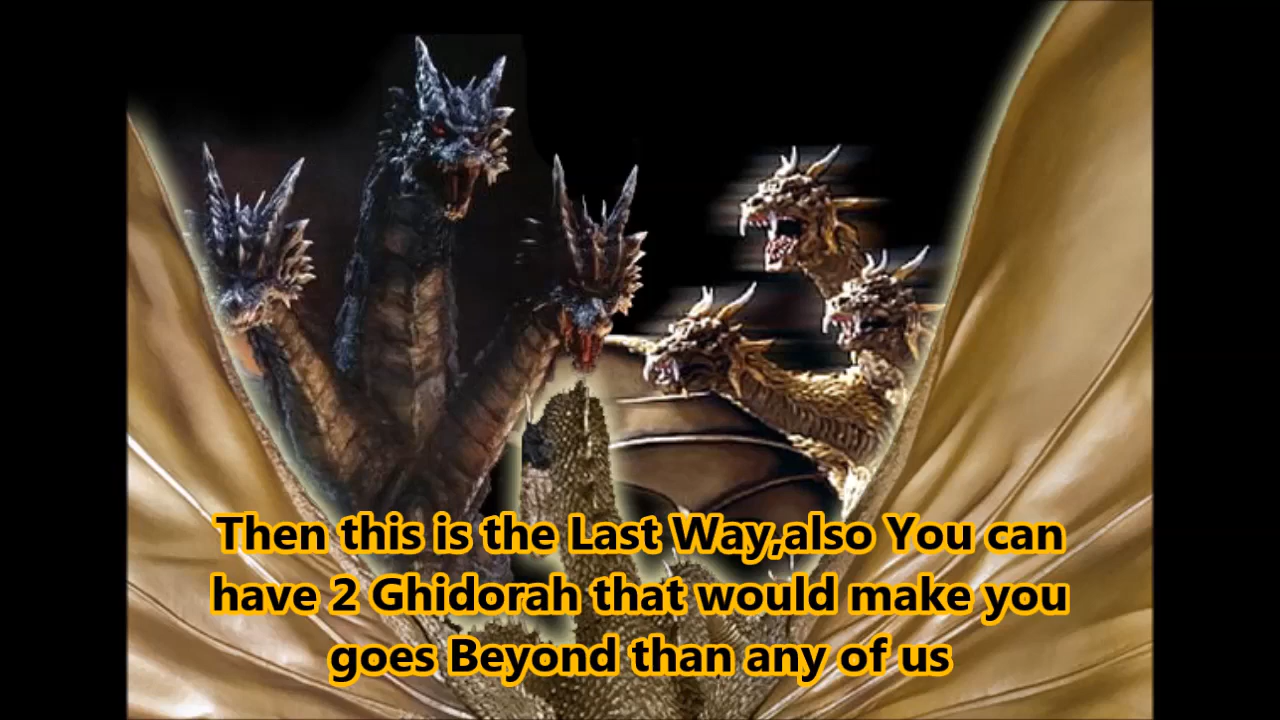 Then this is the Last Way,also You can
have 2 Ghidorah that would make you
goes Beyond than any of us